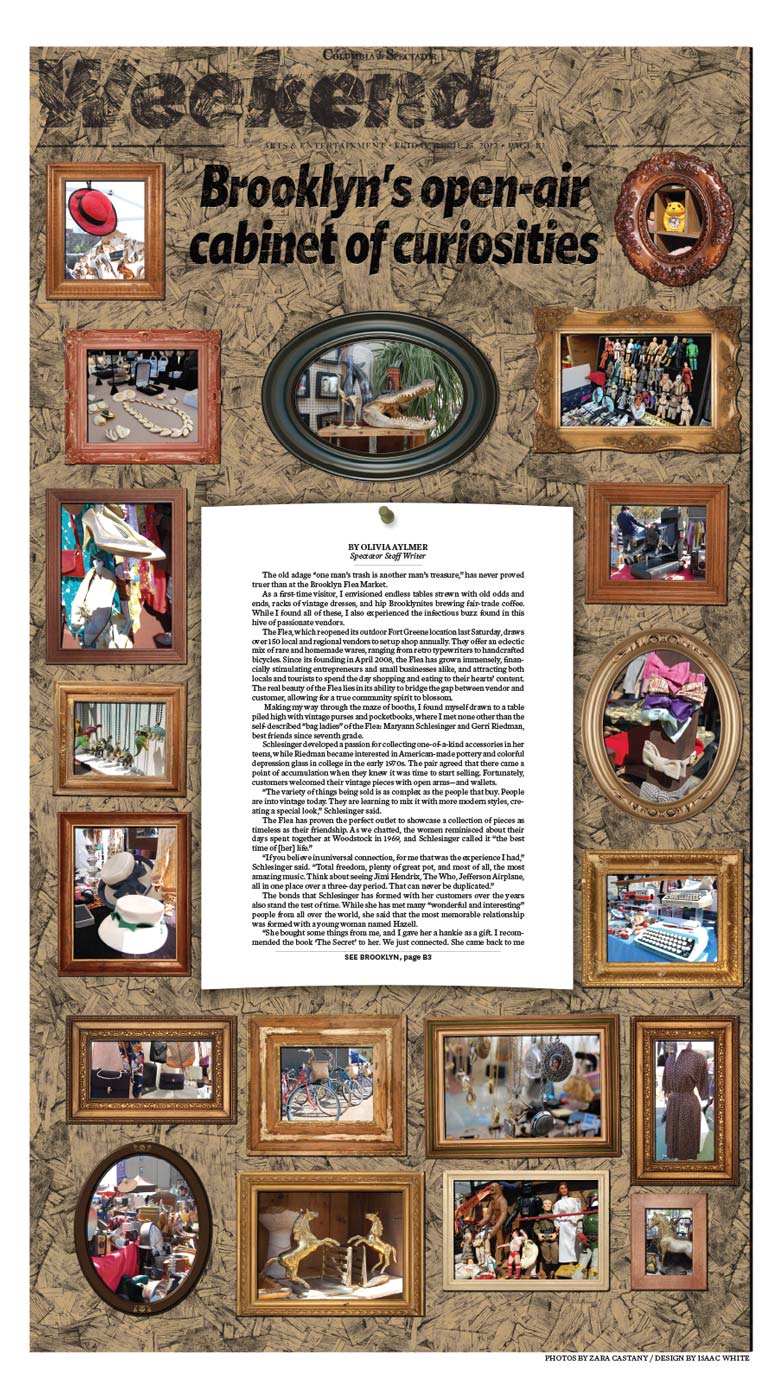 COLUMBIA SPECTATOR
Weekend
ARTS & ENTERTAINMENT • FRIDAY, APRIL 2013 • PAGE B1
Brooklyn's open-air
cabinet of curiosities
BY OLIVIA AYLMER
Spectator Staff Writer
The old adage “one man's trash is another man's treasure,” has never proved
truer than at the Brooklyn Flea Market.
As a first-time visitor, I envisioned endless tables strewn with old odds and
ends, racks of vintage dresses, and hip Brooklynites brewing fair-trade coffee.
While I found all of these, I also experienced the infectious buzz found in this
hive of passionate vendors.
The Flea, which reopened its outdoor Fort Greene location last Saturday, draws
over 150 local and regional vendors to set up shop annually. They offer an eclectic
mix of rare and homemade wares, ranging from retro typewriters to handcrafted
bicycles. Since its founding in April 2008, the Flea has grown immensely, finan-
cially stimulating entrepreneurs and small businesses alike, and attracting both
locals and tourists to spend the day shopping and eating to their hearts' content.
The real beauty of the Flea lies in its ability to bridge the gap between vendor and
customer, allowing for a true community spirit to blossom.
Making my way through the maze of booths, I found myself drawn to a table
piled high with vintage purses and pocketbooks, where I met none other than the
self-described “bag ladies” of the Flea: Maryann Schlesinger and Gerri Riedman,
best friends since seventh grade.
Schlesinger developed a passion for collecting one-of-a-kind accessories in her
teens, while Riedman became interested in American-made pottery and colorful
depression glass in college in the early 1970s. The pair agreed that there came a
point of accumulation when they knew it was time to start selling. Fortunately,
customers welcomed their vintage pieces with open arms—and wallets.
“The variety of things being sold is as complex as the people that buy. People
are into vintage today. They are learning to mix it with more modern styles, cre-
ating a special look,” Schlesinger said.
The Flea has proven the perfect outlet to showcase a collection of pieces as
timeless as their friendship. As we chatted, the women reminisced about their
days spent together at Woodstock in 1969, and Schlesinger called it “the best
time of [her] life.”
“If you believe in universal connection, for me that was the experience I had,”
Schlesinger said. “Total freedom, plenty of great pot, and most of all, the most
amazing music. Think about seeing Jimi Hendrix, The Who, Jefferson Airplane,
all in one place over a three-day period. That can never be duplicated.”
The bonds that Schlesinger has formed with her customers over the years
also stand the test of time. While she has met many “wonderful and interesting”
people from all over the world, she said that the most memorable relationship
was formed with a young woman named Hazell.
“She bought some things from me, and I gave her a hankie as a gift. I recom-
mended the book ‘The Secret’ to her. We just connected. She came back to me
SEE BROOKLYN, page B3
PHOTOS BY ZARA CASTANY / DESIGN BY ISAAC WHITE